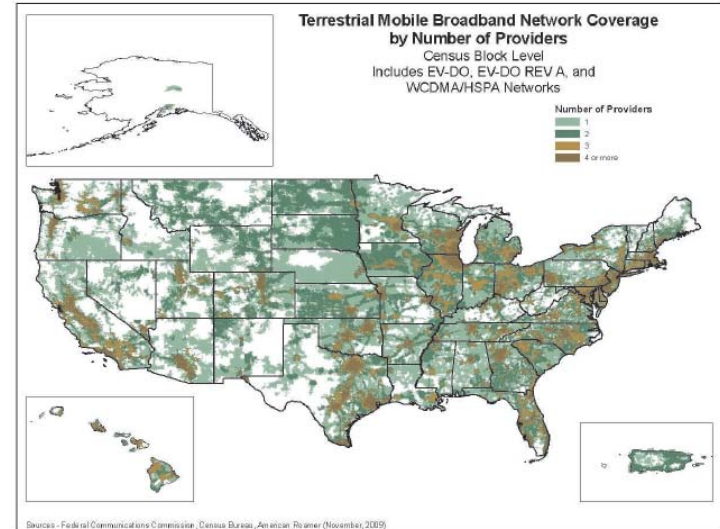 Terrestrial Mobile Broadband Network Coverage
by Number of Providers
Census Block Level
Includes EV-DO, EV-DO REV A, and
WCDMA/HSPA Networks
Number of Providers
1
2
3
4 or more
Sources - Federal Communications Commission, Census Bureau, American Roamer (November, 2009)